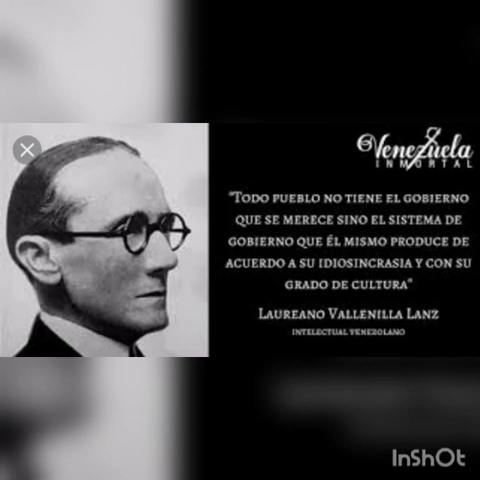 Venezuela
INMORTAL
"TODO PUEBLO NO TIENE EL GOBIERNO
QUE SE MERECE SINO EL SISTEMA DE
GOBIERNO QUE ÉL MISMO PRODUCE DE
ACUERDO A SU IDIOSINCRASIA Y CON SU
GRADO DE CULTURA"
LAUREANO VALLENILLA LANZ
INTELECTUAL VENEZOLANO
InShOt